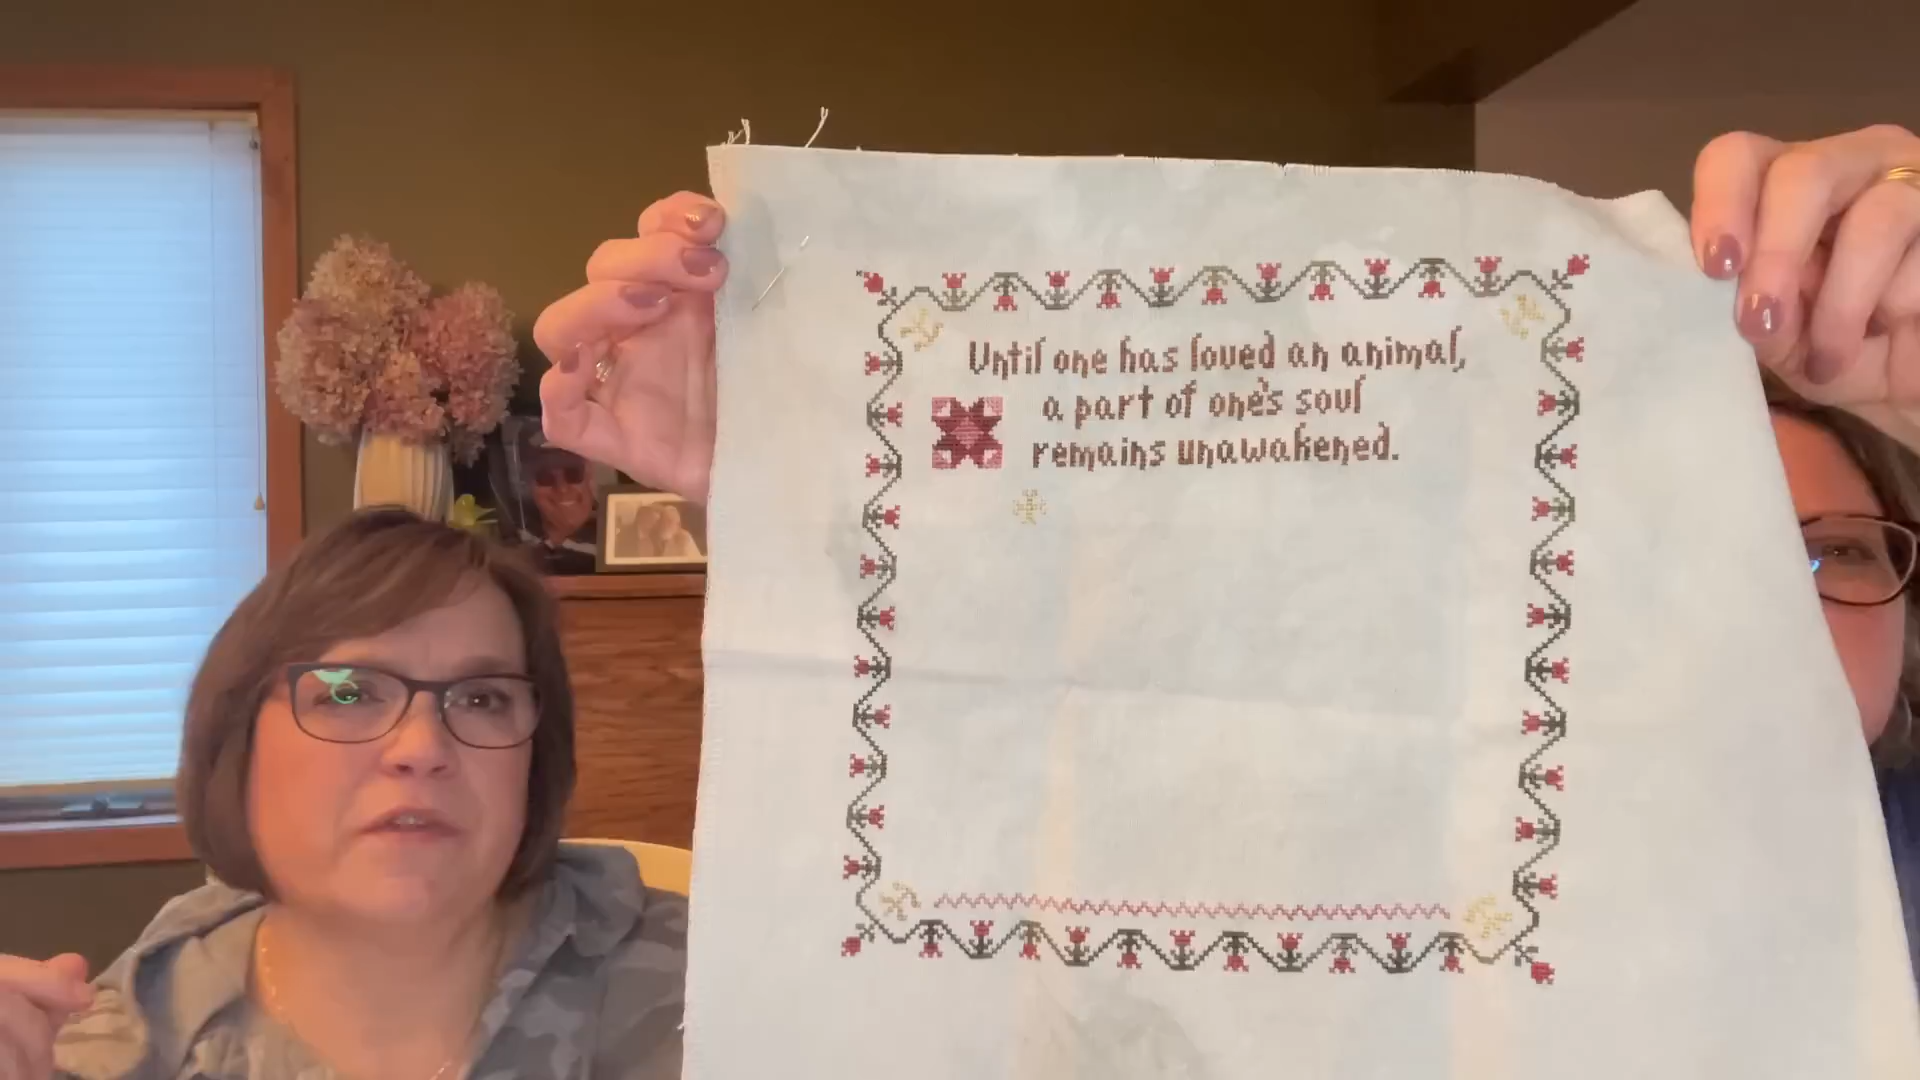 Until one has loved an animal,
a part of one's soul
remains unawakened.